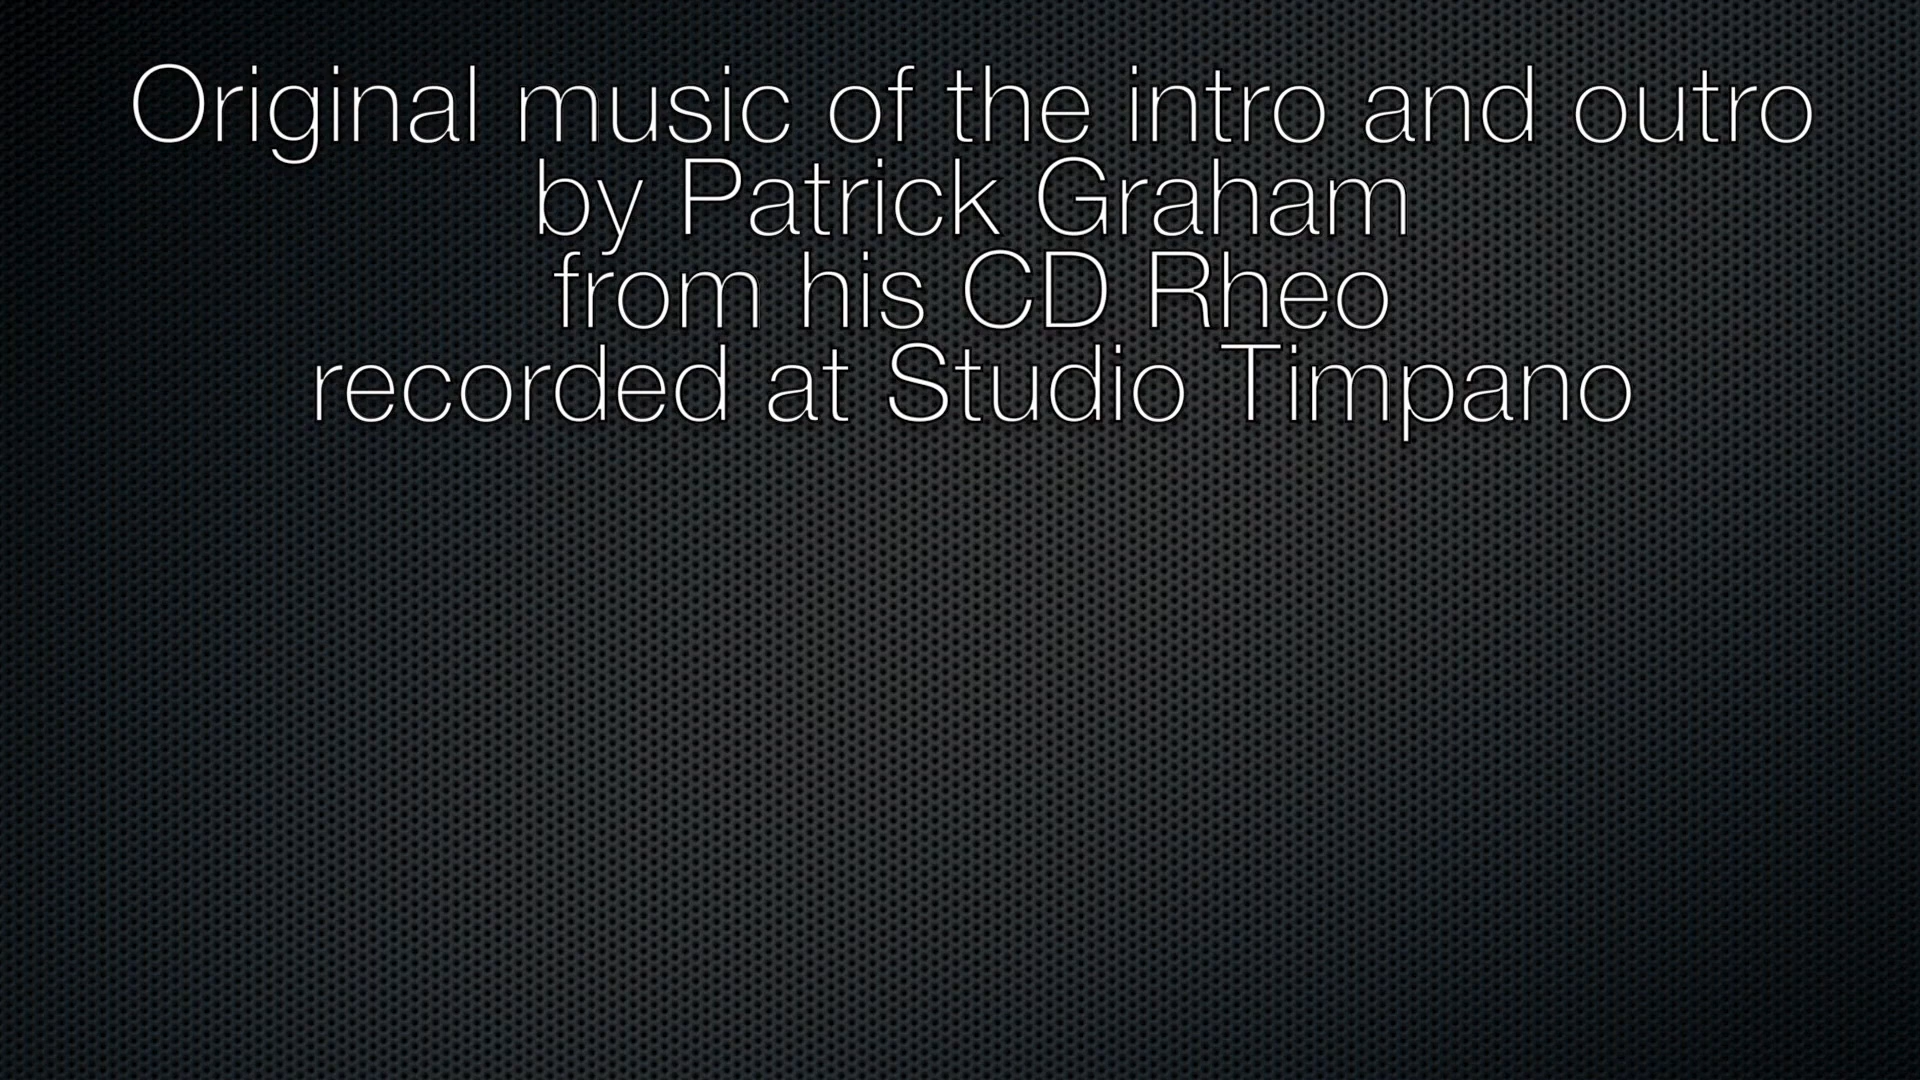 Original music of the intro and outro
by Patrick Graham
from his CD Rheo
recorded at Studio Timpano